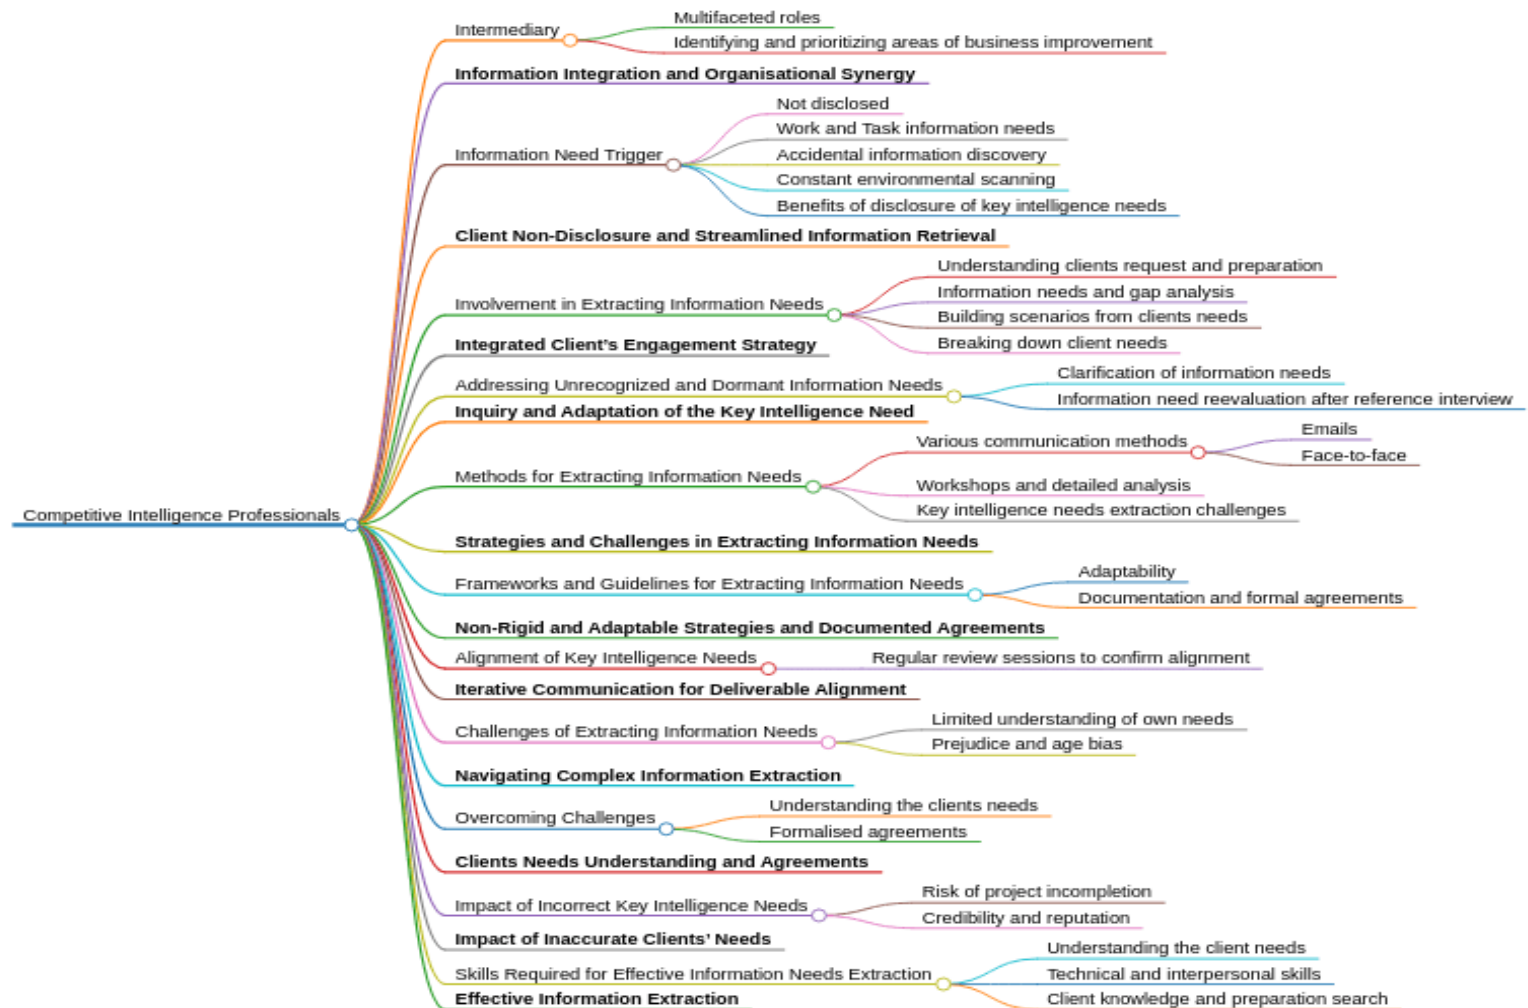 Multifaceted roles
Intermediary
Identifying and prioritizing areas of business improvement
Information Integration and Organisational Synergy
Not disclosed
Work and Task information needs
Information Need Trigger
Accidental information discovery
Constant environmental scanning
Benefits of disclosure of key intelligence needs
Client Non-Disclosure and Streamlined Information Retrieval
Understanding clients request and preparation
Information needs and gap analysis
Involvement in Extracting Information Needs
Building scenarios from clients needs
Breaking down client needs
Integrated Client's Engagement Strategy
Clarification of information needs
Addressing Unrecognized and Dormant Information Needs
Information need reevaluation after reference interview
Inquiry and Adaptation of the Key Intelligence Need
Emails
Various communication methods
Face-to-face
Methods for Extracting Information Needs
Workshops and detailed analysis
Key intelligence needs extraction challenges
Competitive Intelligence Professionals
Strategies and Challenges in Extracting Information Needs
Adaptability
Frameworks and Guidelines for Extracting Information Needs
Documentation and formal agreements
Non-Rigid and Adaptable Strategies and Documented Agreements
Alignment of Key Intelligence Needs
Regular review sessions to confirm alignment
Iterative Communication for Deliverable Alignment
Limited understanding of own needs
Challenges of Extracting Information Needs
Prejudice and age bias
Navigating Complex Information Extraction
Understanding the clients needs
Overcoming Challenges
Formalised agreements
Clients Needs Understanding and Agreements
Risk of project incompletion
Impact of Incorrect Key Intelligence Needs
Credibility and reputation
Impact of Inaccurate Clients' Needs
Understanding the client needs
Skills Required for Effective Information Needs Extraction
Technical and interpersonal skills
Effective Information Extraction
Client knowledge and preparation search